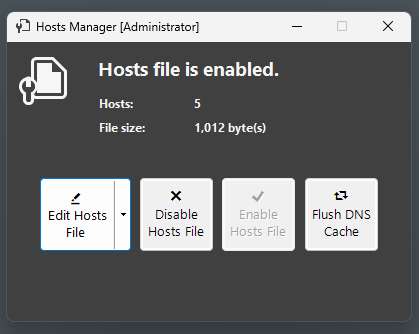 Hosts Manager [Administrator]
Hosts file is enabled.
Hosts: 5
File size: 1,012 byte(s)
Edit Hosts
File
Disable
Hosts File
Enable
Hosts File
Flush DNS
Cache